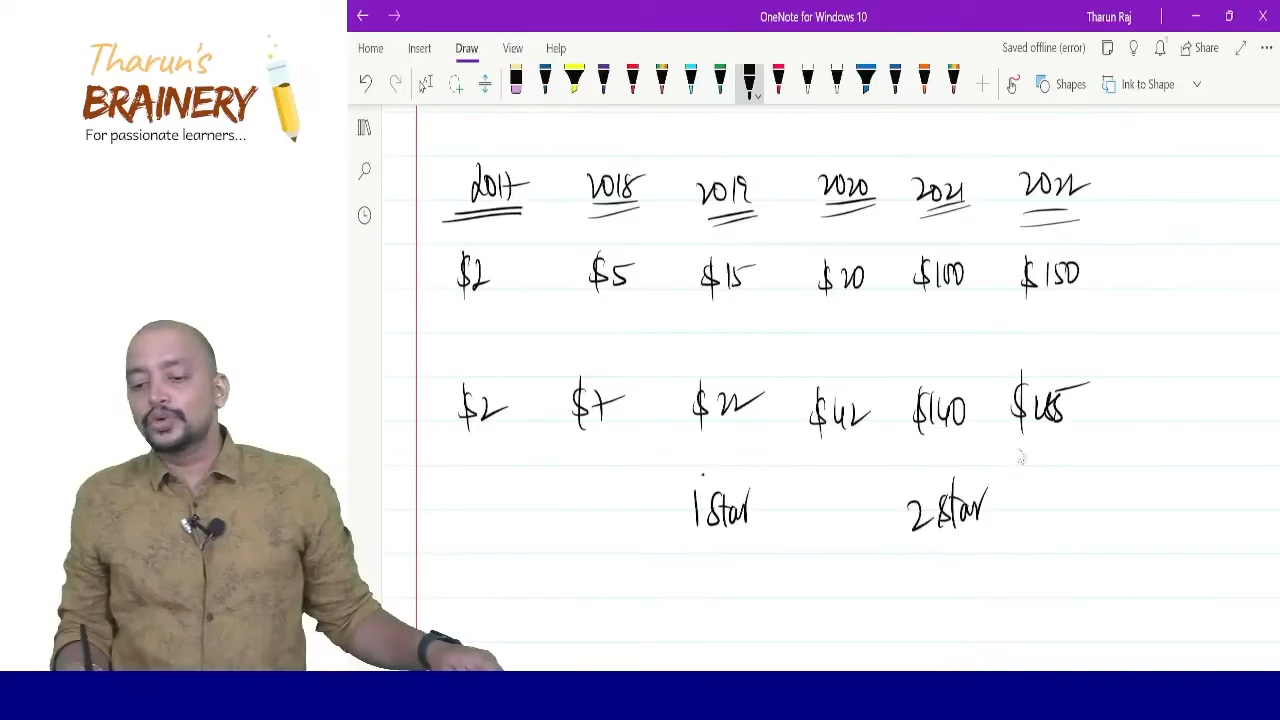 OneNote for Windows 10
Tharun Raj
Tharun's
BRAINERY
For passionate learners...
Home Insert Draw View Help
Saved offline (error) Share
Shapes Ink to Shape
2017 2018 2019 2020 2021 2022
$2 $5 $15 $20 $100 $150
$2 $7 $22 $42 $140
1 Star 2 Star